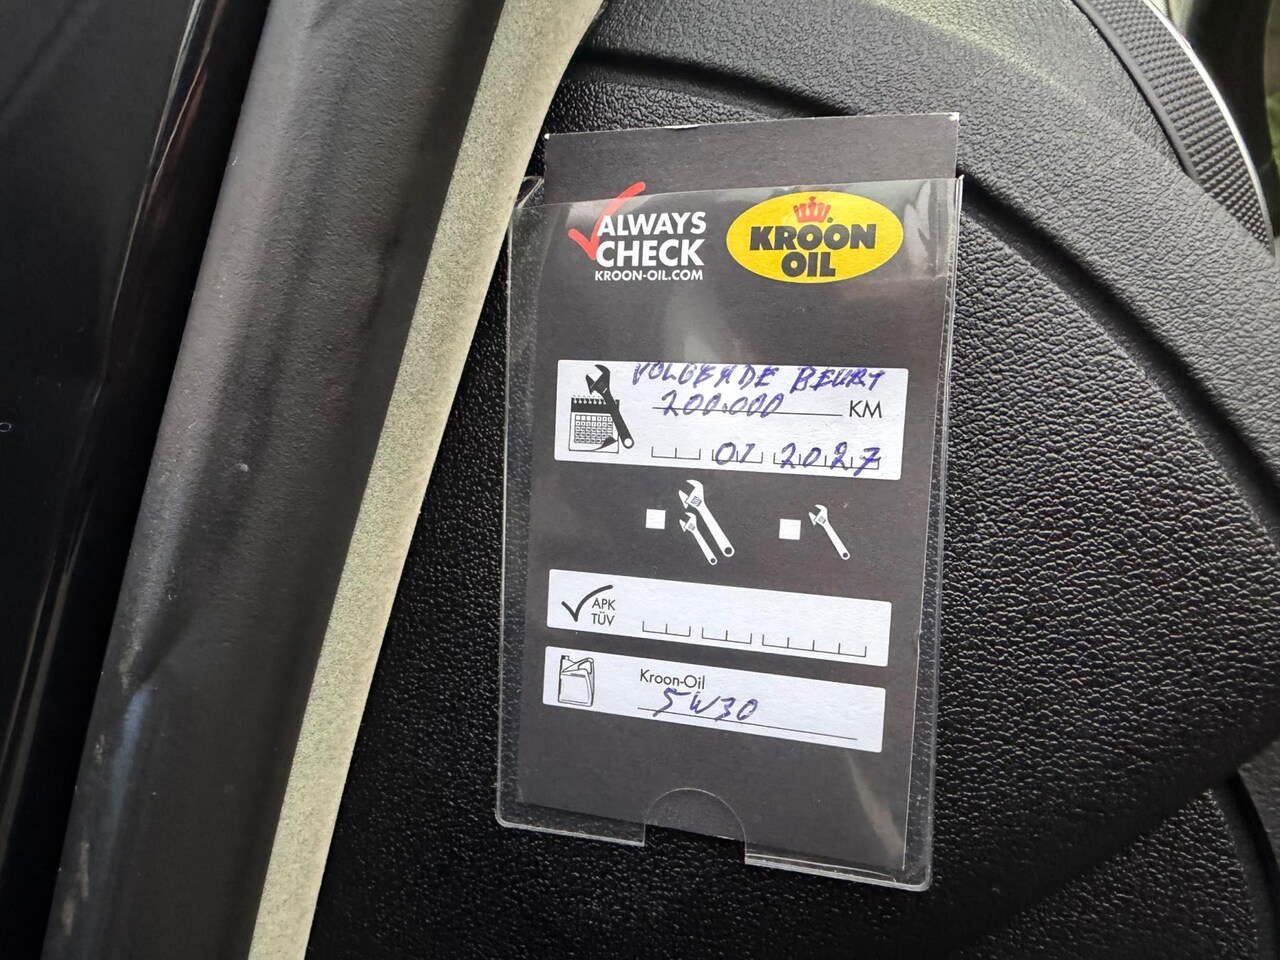 ALWAYS
CHECK
KROON-OIL.COM
KROON
OIL
VOLGENDE BEURT
200.000 KM
01 2027
APK
TÜV
Kroon-Oil
5W30